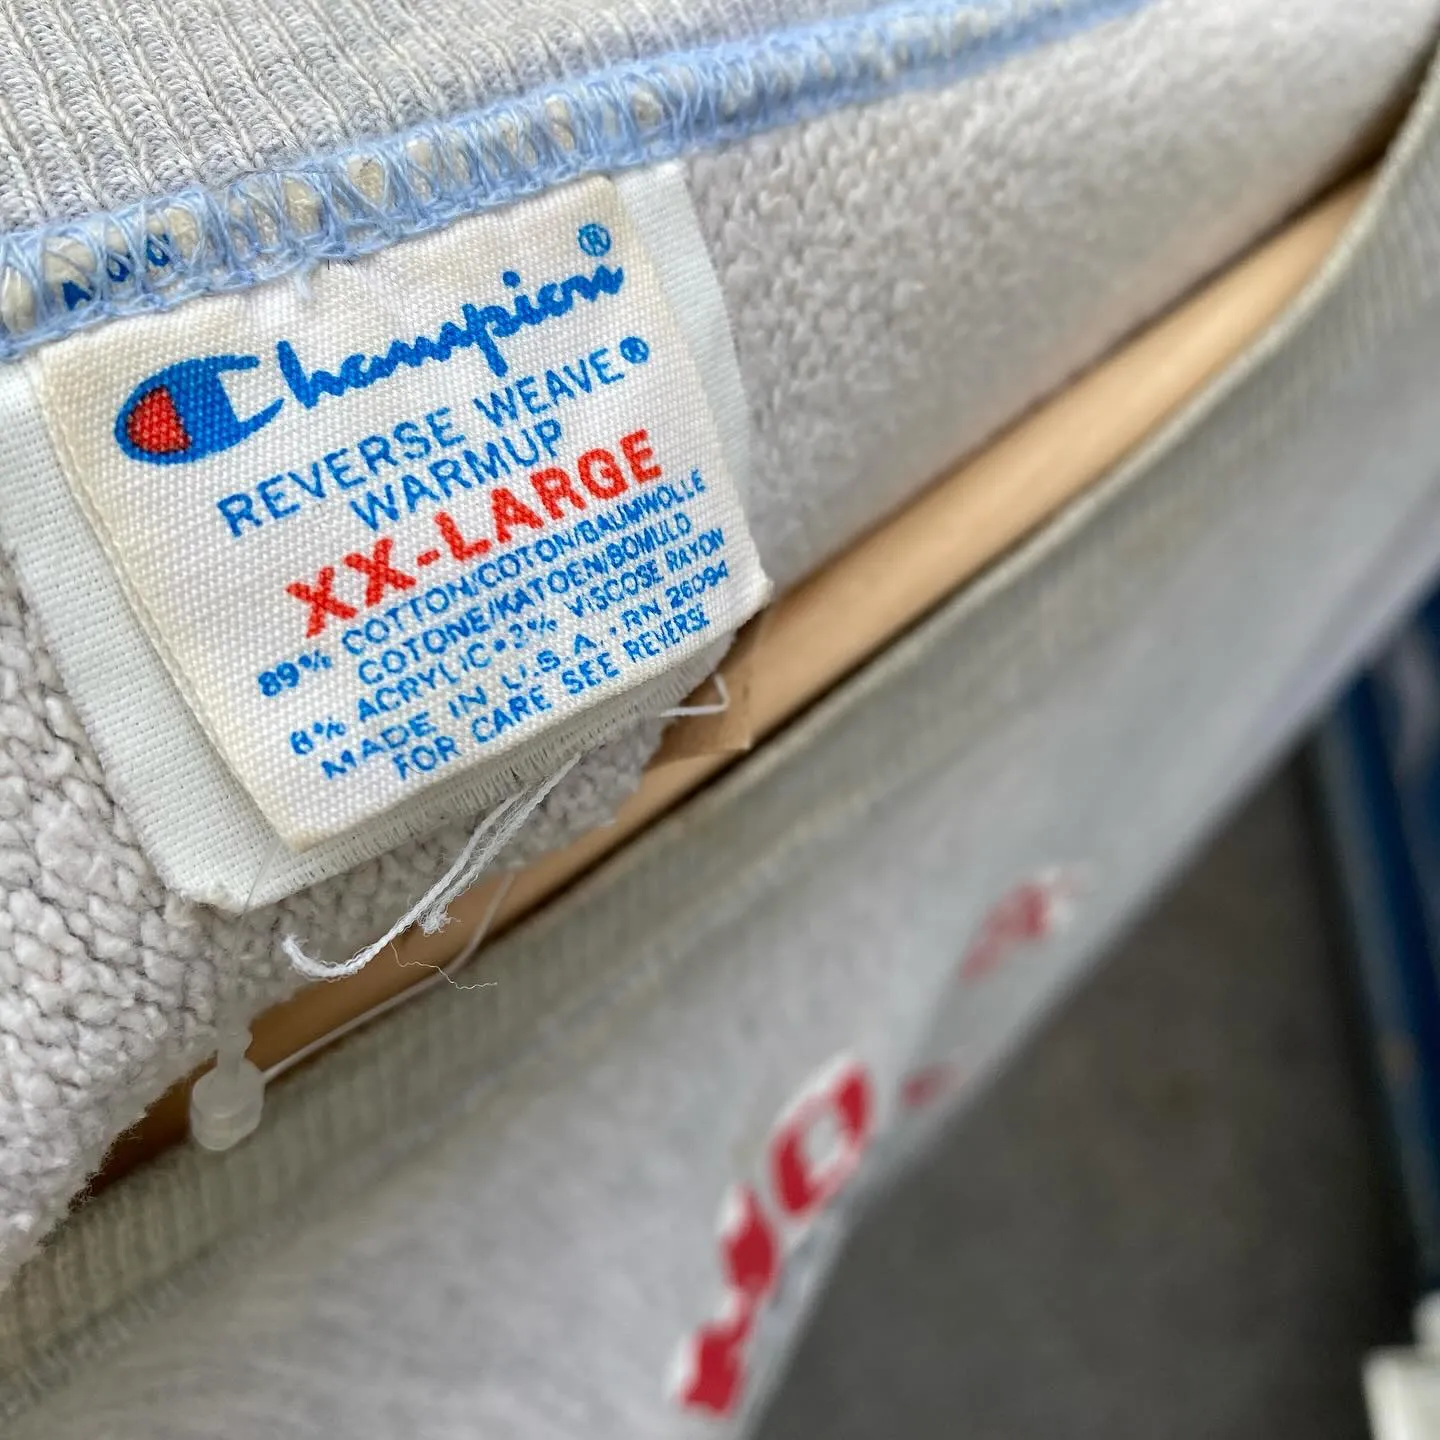 Champion®
REVERSE WEAVE®
WARMUP
XX-LARGE
89% COTTON/COTON/BAUMWOLLE
COTONE/KATOEN/BOMULD
8% ACRYLIC•3% VISCOSE RAYON
MADE IN U.S.A.•RN 26094
FOR CARE SEE REVERSE